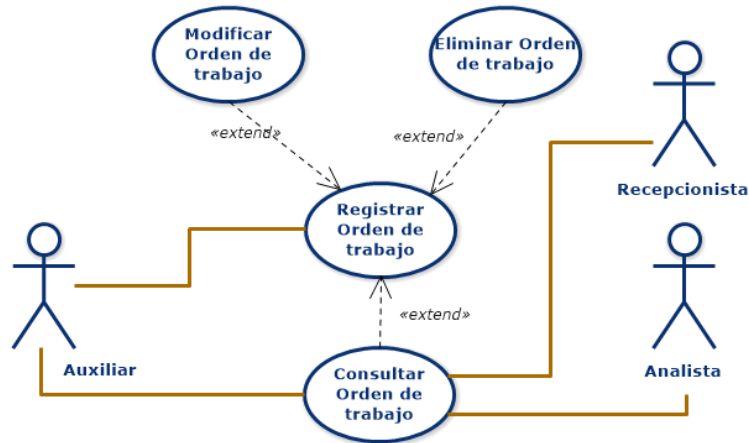 Modificar
Orden de
trabajo
Eliminar Orden
de trabajo
«extend»
«extend»
Recepcionista
Registrar
Orden de
trabajo
«extend»
Auxiliar
Consultar
Orden de
trabajo
Analista